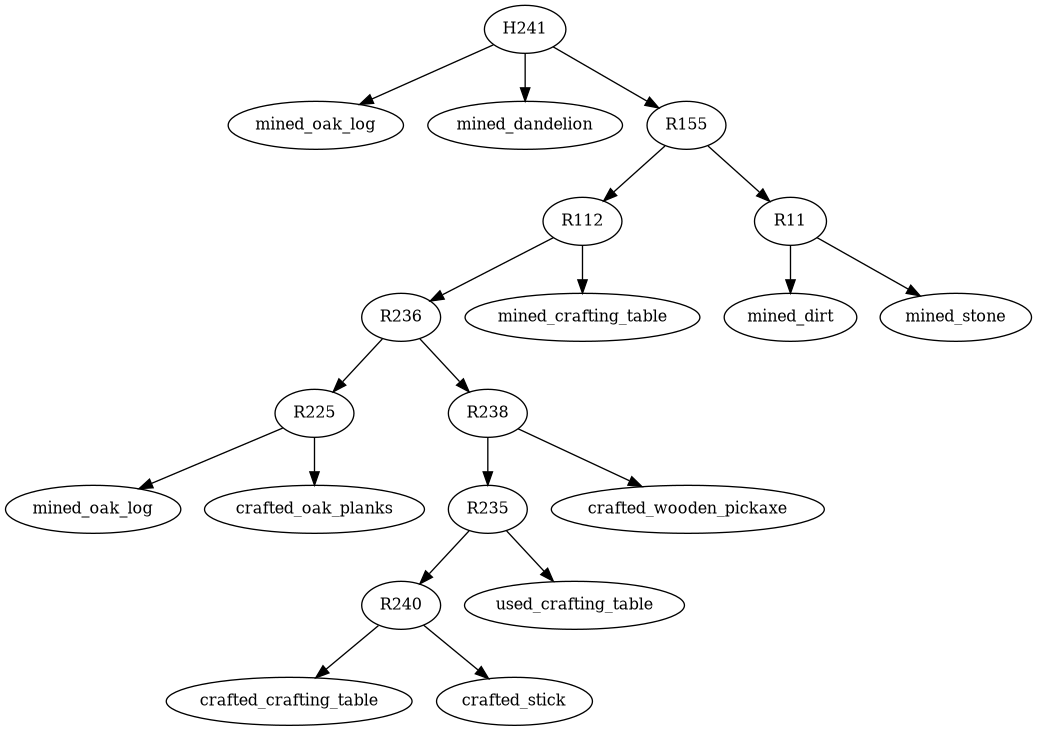 H241
mined_oak_log
mined_dandelion
R155
R112
R11
R236
mined_crafting_table
mined_dirt
mined_stone
R225
R238
mined_oak_log
crafted_oak_planks
R235
crafted_wooden_pickaxe
R240
used_crafting_table
crafted_crafting_table
crafted_stick